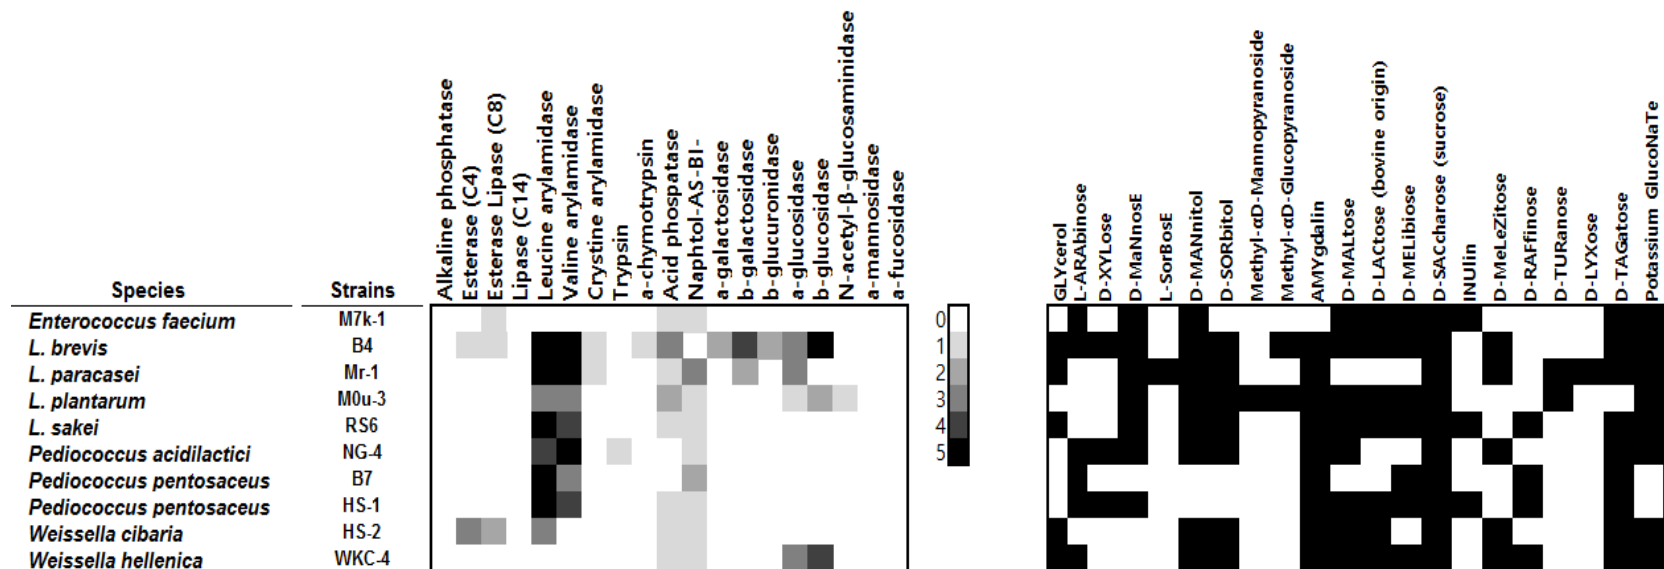 Alkaline phosphatase
Esterase (C4)
Esterase Lipase (C8)
Lipase (C14)
Leucine arylamidase
Valine arylamidase
Crystine arylamidase
Trypsin
a-chymotrypsin
Acid phospatase
Naphtol-AS-BI-
a-galactosidase
b-galactosidase
b-glucuronidase
a-glucosidase
b-glucosidase
N-acetyl-β-glucosaminidase
a-mannosidase
a-fucosidase
GLYcerol
L-ARAbinose
D-XYLose
D-MaNnosE
L-SorBosE
D-MANnitol
D-SORbitol
Methyl-αD-Mannopyranoside
Methyl-αD-Glucopyranoside
AMYgdalin
D-MALtose
D-LACtose (bovine origin)
D-MELibiose
D-SACcharose (sucrose)
INUlin
D-MeLeZitose
D-RAFfinose
D-TURanose
D-LYXose
D-TAGatose
Potassium GlucoNaTe
Species Strains
Enterococcus faecium M7k-1
L. brevis B4
L. paracasei Mr-1
L. plantarum M0u-3
L. sakei RS6
Pediococcus acidilactici NG-4
Pediococcus pentosaceus B7
Pediococcus pentosaceus HS-1
Weissella cibaria HS-2
Weissella hellenica WKC-4
0
1
2
3
4
5